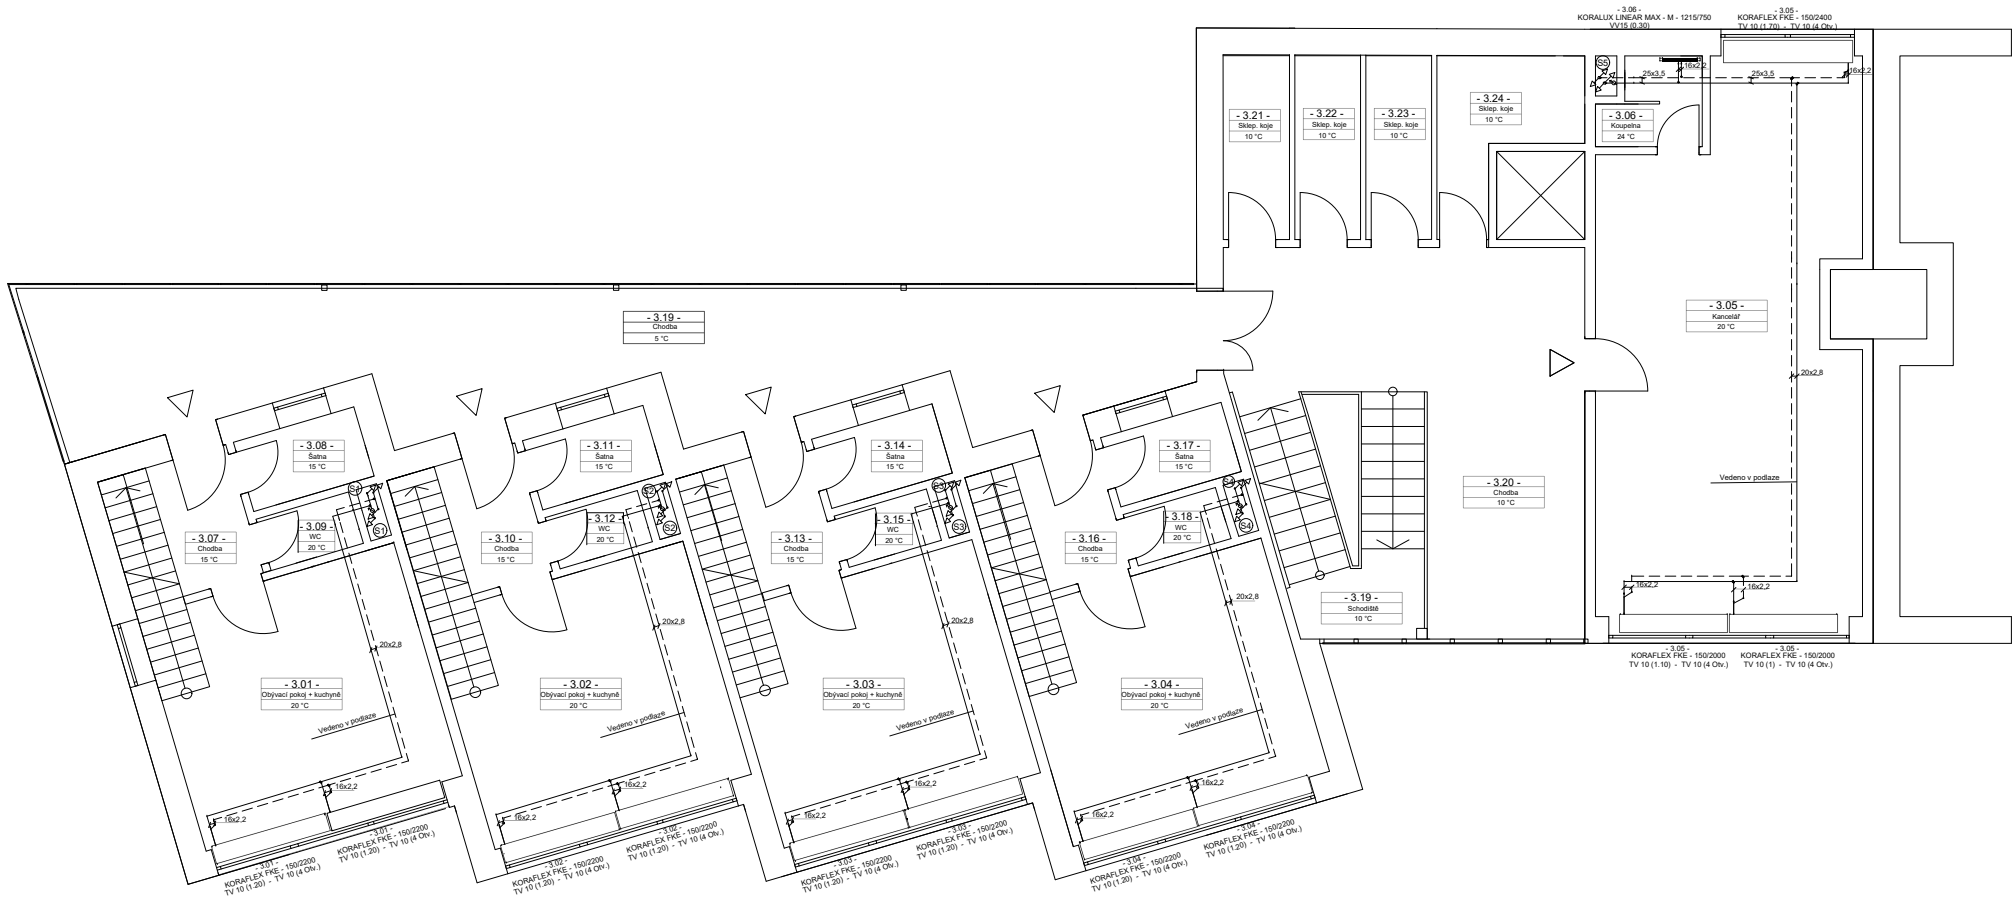 - 3.06 -
KORALUX LINEAR MAX - M - 1215/750
VV15 (0.30)
- 3.05 -
KORAFLEX FKE - 150/2400
TV 10 (1.70) - TV 10 (4 Otv.)
S5
16x2,2
16x2,2
25x3,5
25x3,5
- 3.21 -
Sklep. koje
10 °C
- 3.22 -
Sklep. koje
10 °C
- 3.23 -
Sklep. koje
10 °C
- 3.24 -
Sklep. koje
10 °C
- 3.06 -
Koupelna
24 °C
- 3.19 -
Chodba
5 °C
- 3.05 -
Kancelář
20 °C
20x2,8
Vedeno v podlaze
- 3.08 -
Šatna
15 °C
- 3.11 -
Šatna
15 °C
- 3.14 -
Šatna
15 °C
- 3.17 -
Šatna
15 °C
- 3.20 -
Chodba
10 °C
S1
S2
S3
S4
- 3.09 -
WC
20 °C
- 3.12 -
WC
20 °C
- 3.15 -
WC
20 °C
- 3.18 -
WC
20 °C
S1
S2
S3
S4
- 3.07 -
Chodba
15 °C
- 3.10 -
Chodba
15 °C
- 3.13 -
Chodba
15 °C
- 3.16 -
Chodba
15 °C
- 3.19 -
Schodiště
10 °C
16x2,2
16x2,2
20x2,8
20x2,8
20x2,8
20x2,8
- 3.05 -
KORAFLEX FKE - 150/2000
TV 10 (1.10) - TV 10 (4 Otv.)
- 3.05 -
KORAFLEX FKE - 150/2000
TV 10 (1) - TV 10 (4 Otv.)
- 3.01 -
Obývací pokoj + kuchyně
20 °C
- 3.02 -
Obývací pokoj + kuchyně
20 °C
- 3.03 -
Obývací pokoj + kuchyně
20 °C
- 3.04 -
Obývací pokoj + kuchyně
20 °C
Vedeno v podlaze
Vedeno v podlaze
Vedeno v podlaze
Vedeno v podlaze
16x2,2
16x2,2
16x2,2
16x2,2
16x2,2
16x2,2
16x2,2
16x2,2
- 3.01 -
KORAFLEX FKE - 150/2200
TV 10 (1.20) - TV 10 (4 Otv.)
- 3.01 -
KORAFLEX FKE - 150/2200
TV 10 (1.20) - TV 10 (4 Otv.)
- 3.02 -
KORAFLEX FKE - 150/2200
TV 10 (1.20) - TV 10 (4 Otv.)
- 3.02 -
KORAFLEX FKE - 150/2200
TV 10 (1.20) - TV 10 (4 Otv.)
- 3.03 -
KORAFLEX FKE - 150/2200
TV 10 (1.20) - TV 10 (4 Otv.)
- 3.03 -
KORAFLEX FKE - 150/2200
TV 10 (1.20) - TV 10 (4 Otv.)
- 3.04 -
KORAFLEX FKE - 150/2200
TV 10 (1.20) - TV 10 (4 Otv.)
- 3.04 -
KORAFLEX FKE - 150/2200
TV 10 (1.20) - TV 10 (4 Otv.)